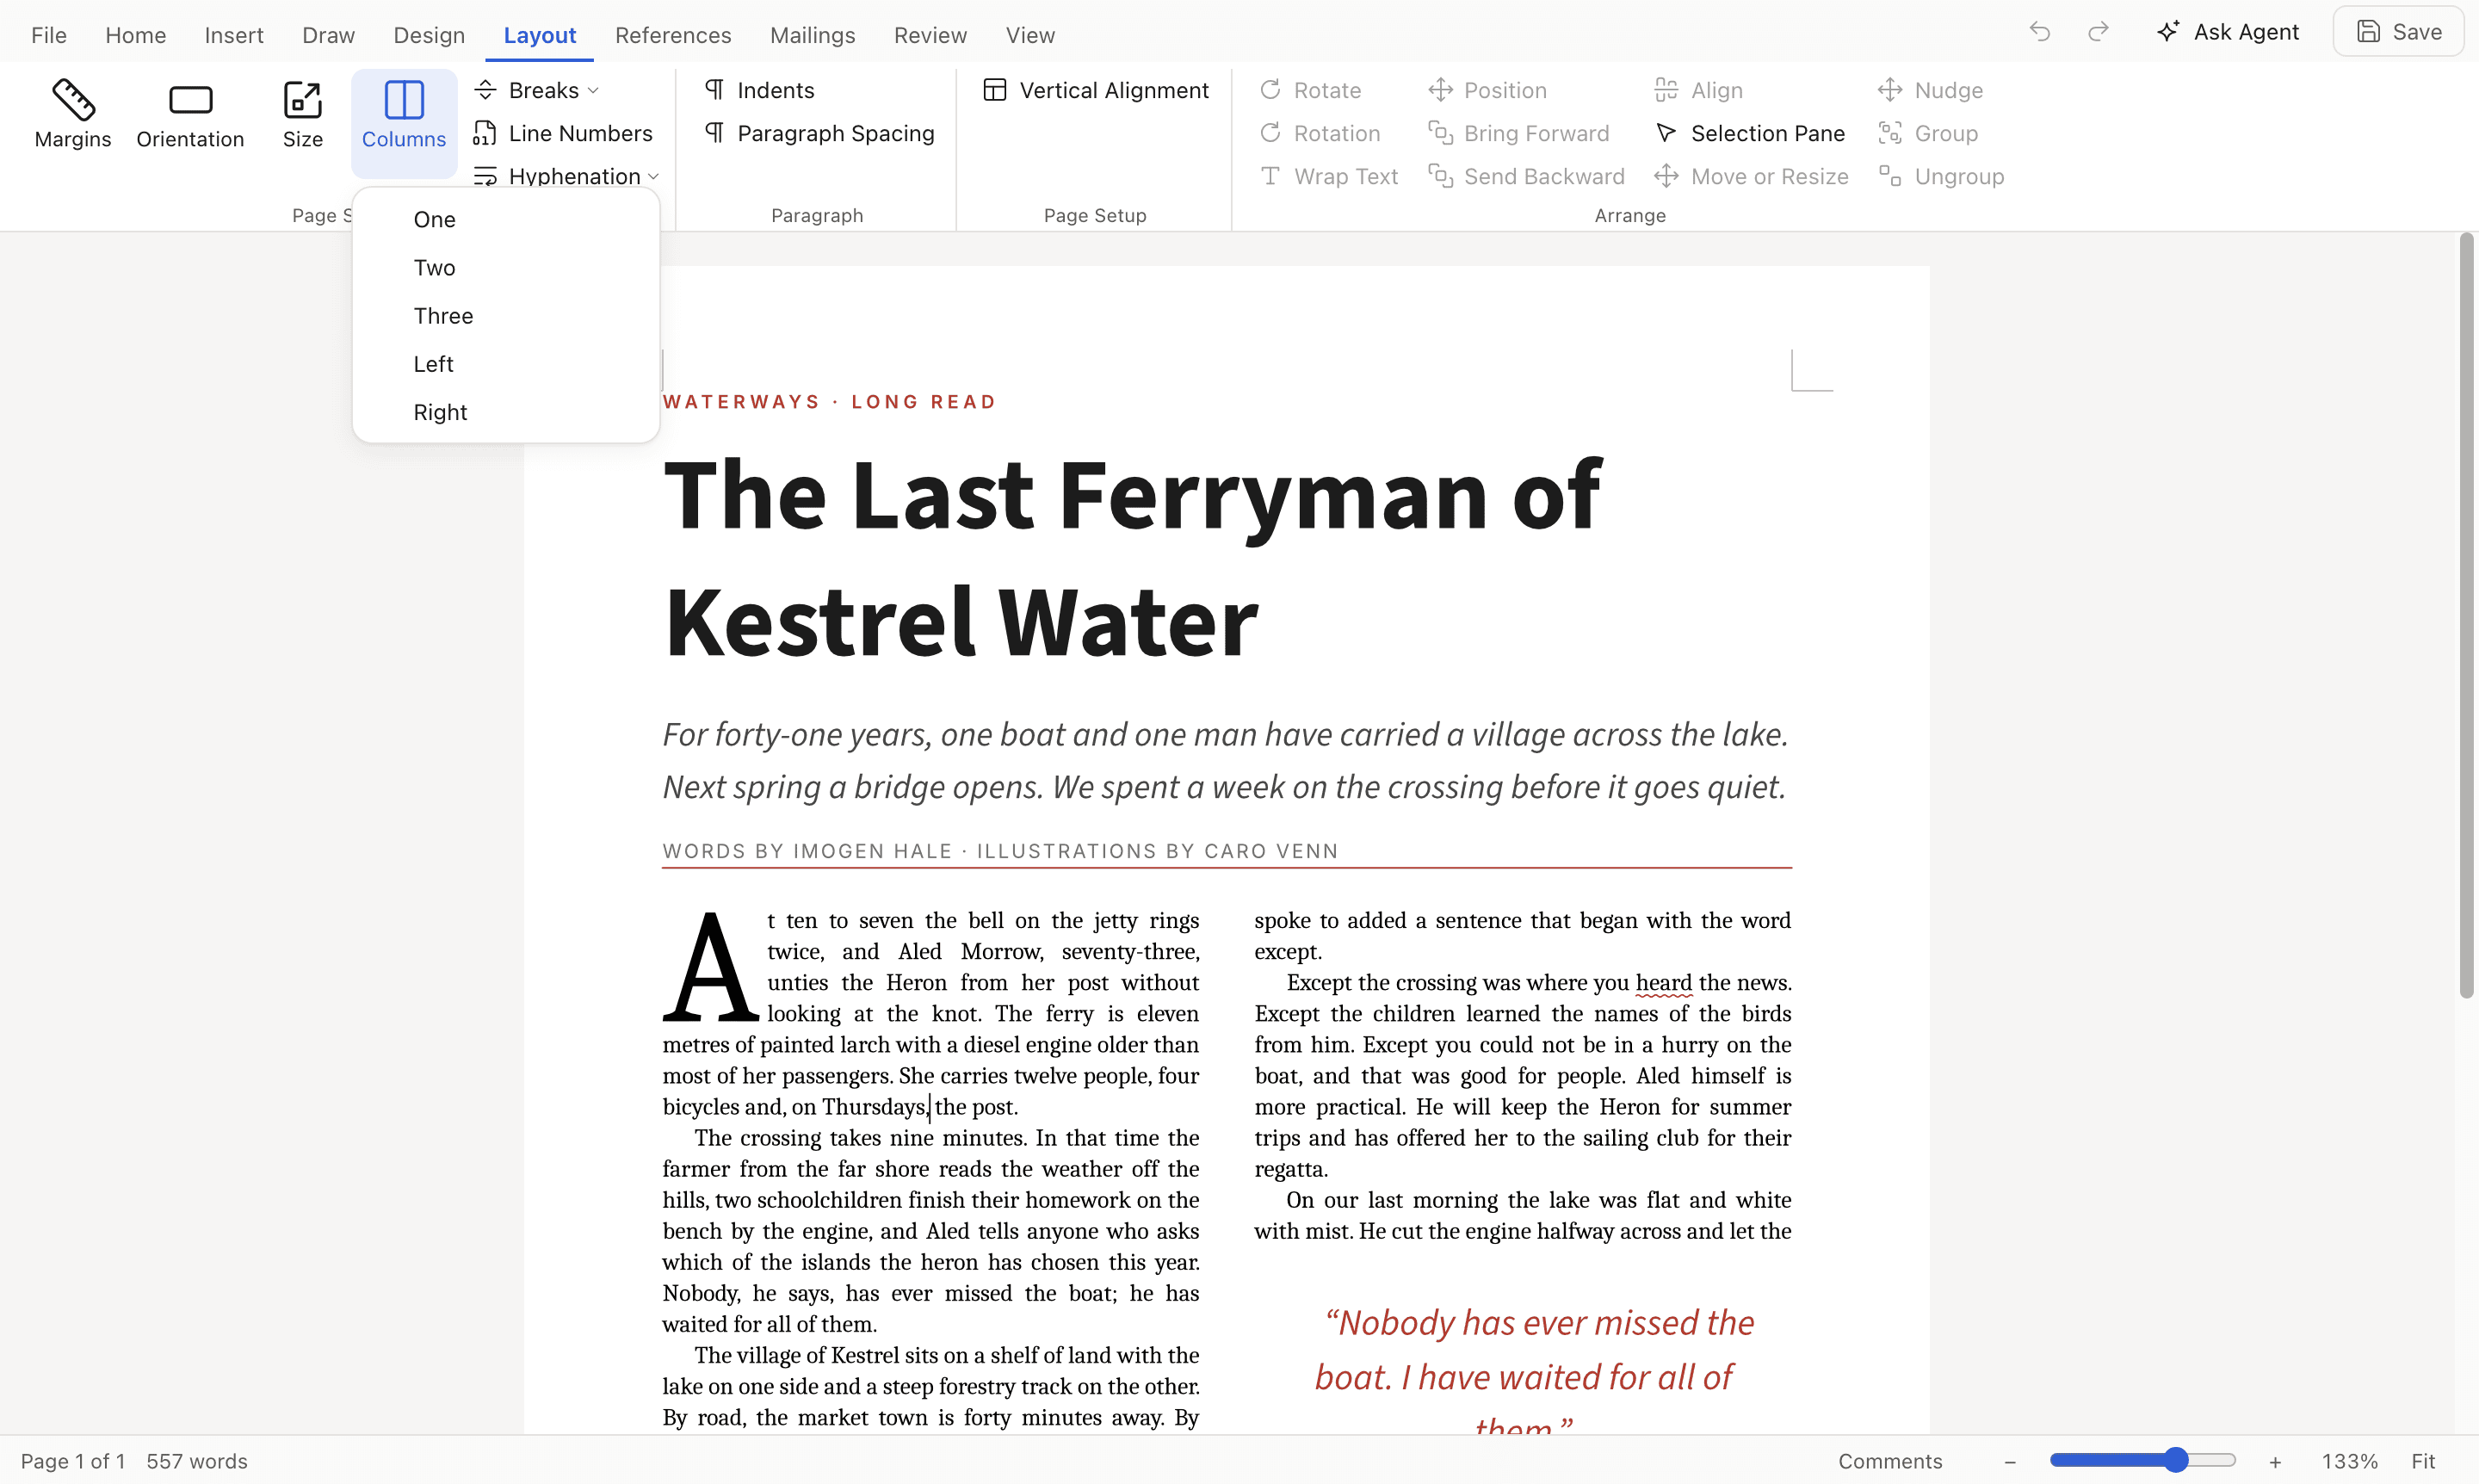 File Home Insert Draw Design Layout References Mailings Review View Ask Agent Save
Margins Orientation Size Columns
Breaks
Line Numbers
Hyphenation
Page S
Indents
Paragraph Spacing
Paragraph
Vertical Alignment
Page Setup
Rotate Position Align Nudge
Rotation Bring Forward Selection Pane Group
Wrap Text Send Backward Move or Resize Ungroup
Arrange
One
Two
Three
Left
Right
WATERWAYS · LONG READ
The Last Ferryman of
Kestrel Water
For forty-one years, one boat and one man have carried a village across the lake.
Next spring a bridge opens. We spent a week on the crossing before it goes quiet.
WORDS BY IMOGEN HALE · ILLUSTRATIONS BY CARO VENN
At ten to seven the bell on the jetty rings
twice, and Aled Morrow, seventy-three,
unties the Heron from her post without
looking at the knot. The ferry is eleven
metres of painted larch with a diesel engine older than
most of her passengers. She carries twelve people, four
bicycles and, on Thursdays, the post.
The crossing takes nine minutes. In that time the
farmer from the far shore reads the weather off the
hills, two schoolchildren finish their homework on the
bench by the engine, and Aled tells anyone who asks
which of the islands the heron has chosen this year.
Nobody, he says, has ever missed the boat; he has
waited for all of them.
The village of Kestrel sits on a shelf of land with the
lake on one side and a steep forestry track on the other.
By road, the market town is forty minutes away. By
spoke to added a sentence that began with the word
except.
Except the crossing was where you heard the news.
Except the children learned the names of the birds
from him. Except you could not be in a hurry on the
boat, and that was good for people. Aled himself is
more practical. He will keep the Heron for summer
trips and has offered her to the sailing club for their
regatta.
On our last morning the lake was flat and white
with mist. He cut the engine halfway across and let the
“Nobody has ever missed the
boat. I have waited for all of
them.”
Page 1 of 1 557 words Comments − + 133% Fit